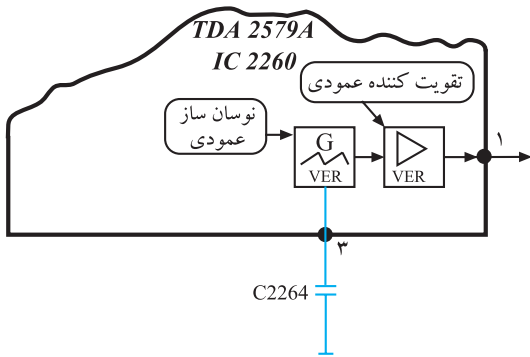 TDA 2579A
IC 2260
تقویت کننده عمودی
نوسان ساز
عمودی
G
VER
VER
۱
۳
C2264